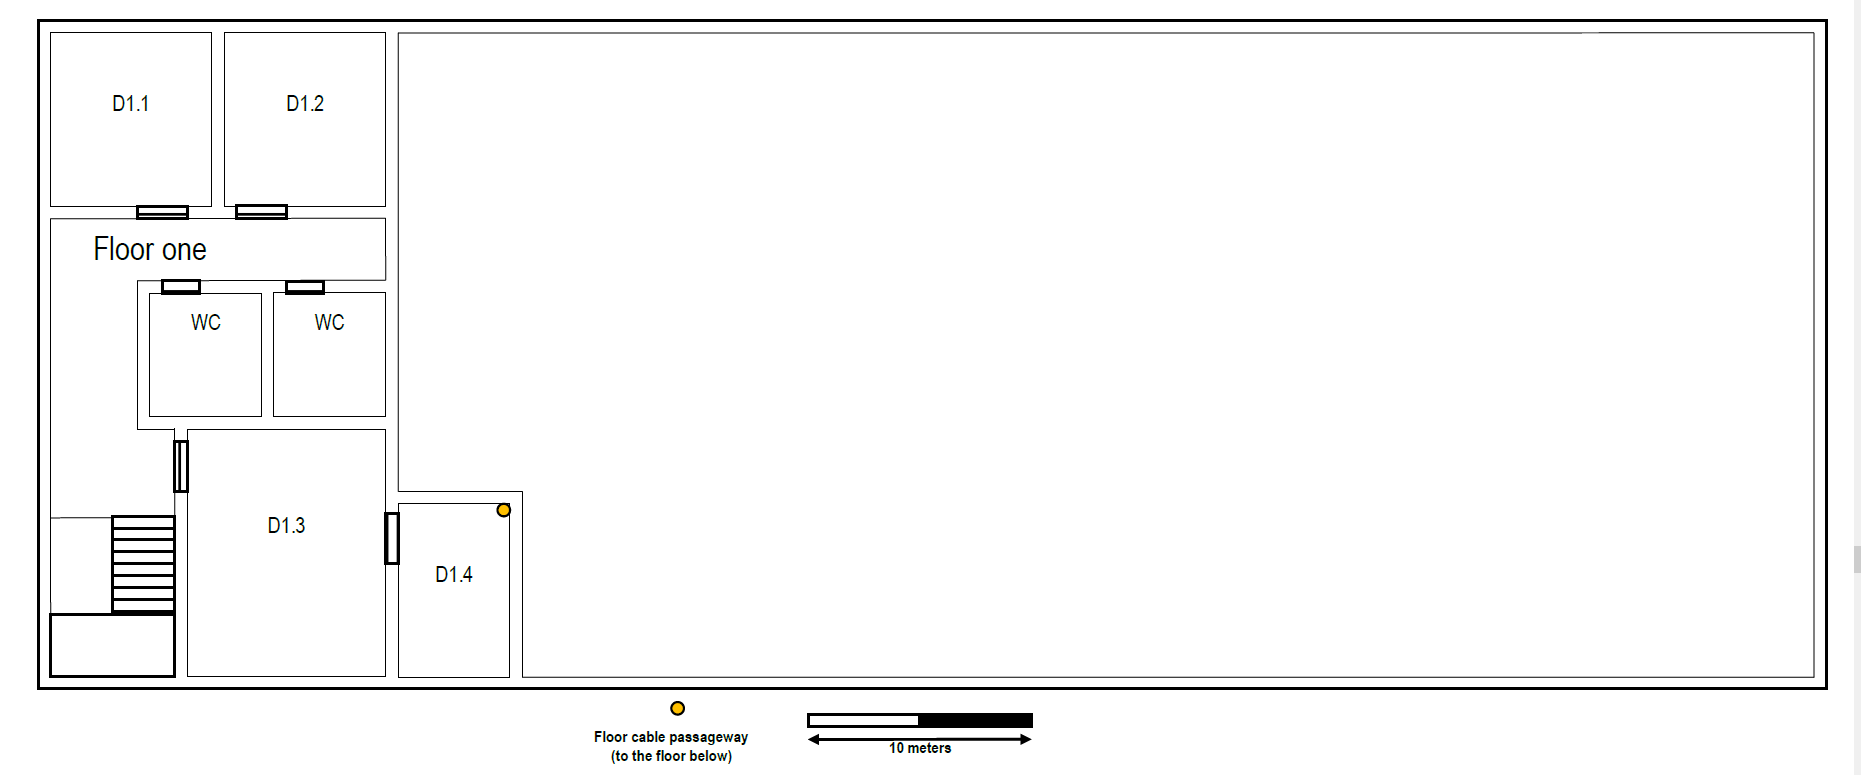 D1.1
D1.2
Floor one
WC
WC
D1.3
D1.4
Floor cable passageway
(to the floor below)
10 meters